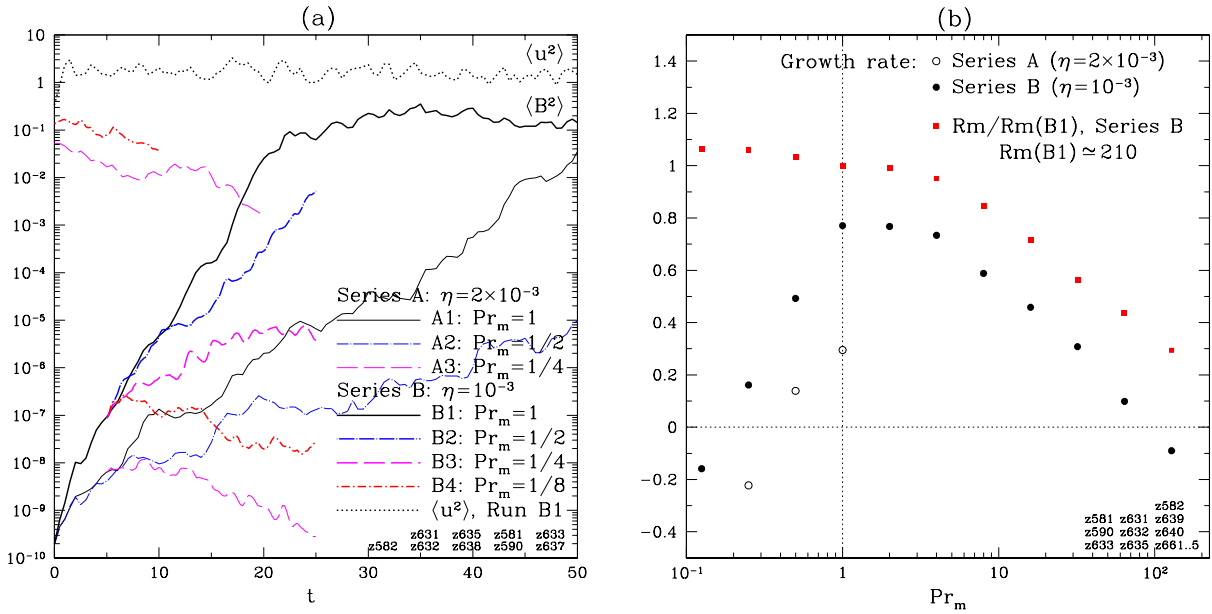 (a)
10
1
10⁻¹
10⁻²
10⁻³
10⁻⁴
10⁻⁵
10⁻⁶
10⁻⁷
10⁻⁸
10⁻⁹
10⁻¹⁰
⟨u²⟩
⟨B²⟩
Series A: η=2×10⁻³
A1: Prₘ=1
A2: Prₘ=1/2
A3: Prₘ=1/4
Series B: η=10⁻³
B1: Prₘ=1
B2: Prₘ=1/2
B3: Prₘ=1/4
B4: Prₘ=1/8
⟨u²⟩, Run B1
z631 z635 z581 z633
z582 z632 z638 z590 z637
0 10 20 30 40 50
t
(b)
1.4
1.2
1
0.8
0.6
0.4
0.2
0
−0.2
−0.4
Growth rate: ○ Series A (η=2×10⁻³)
● Series B (η=10⁻³)
Rm/Rm(B1), Series B
Rm(B1)≃210
z582
z581 z631 z639
z590 z632 z640
z633 z635 z661..5
10⁻¹ 1 10 10²
Prₘ